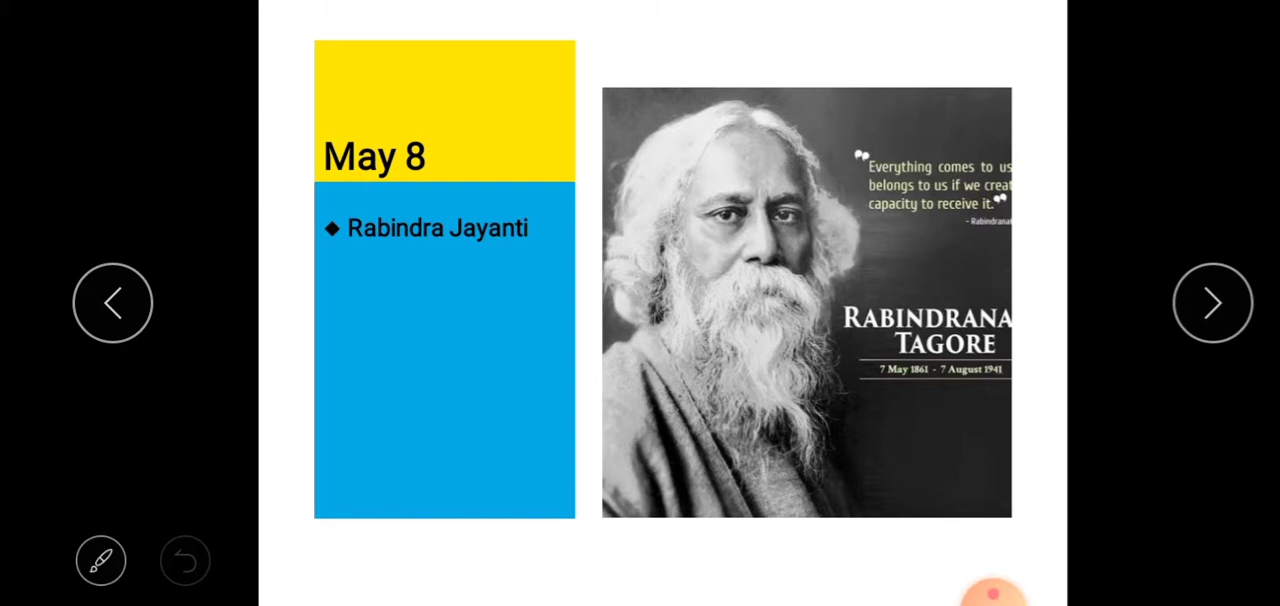 May 8
◆ Rabindra Jayanti
❝
Everything comes to us
belongs to us if we creat
capacity to receive it.❞
- Rabindranat
RABINDRANA
TAGORE
7 May 1861 - 7 August 1941